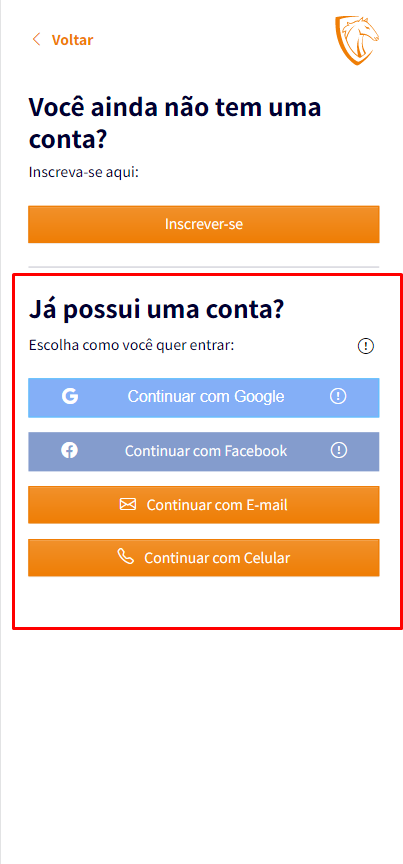 Voltar
Você ainda não tem uma
conta?
Inscreva-se aqui:
Inscrever-se
Já possui uma conta?
Escolha como você quer entrar:
Continuar com Google
Continuar com Facebook
Continuar com E-mail
Continuar com Celular